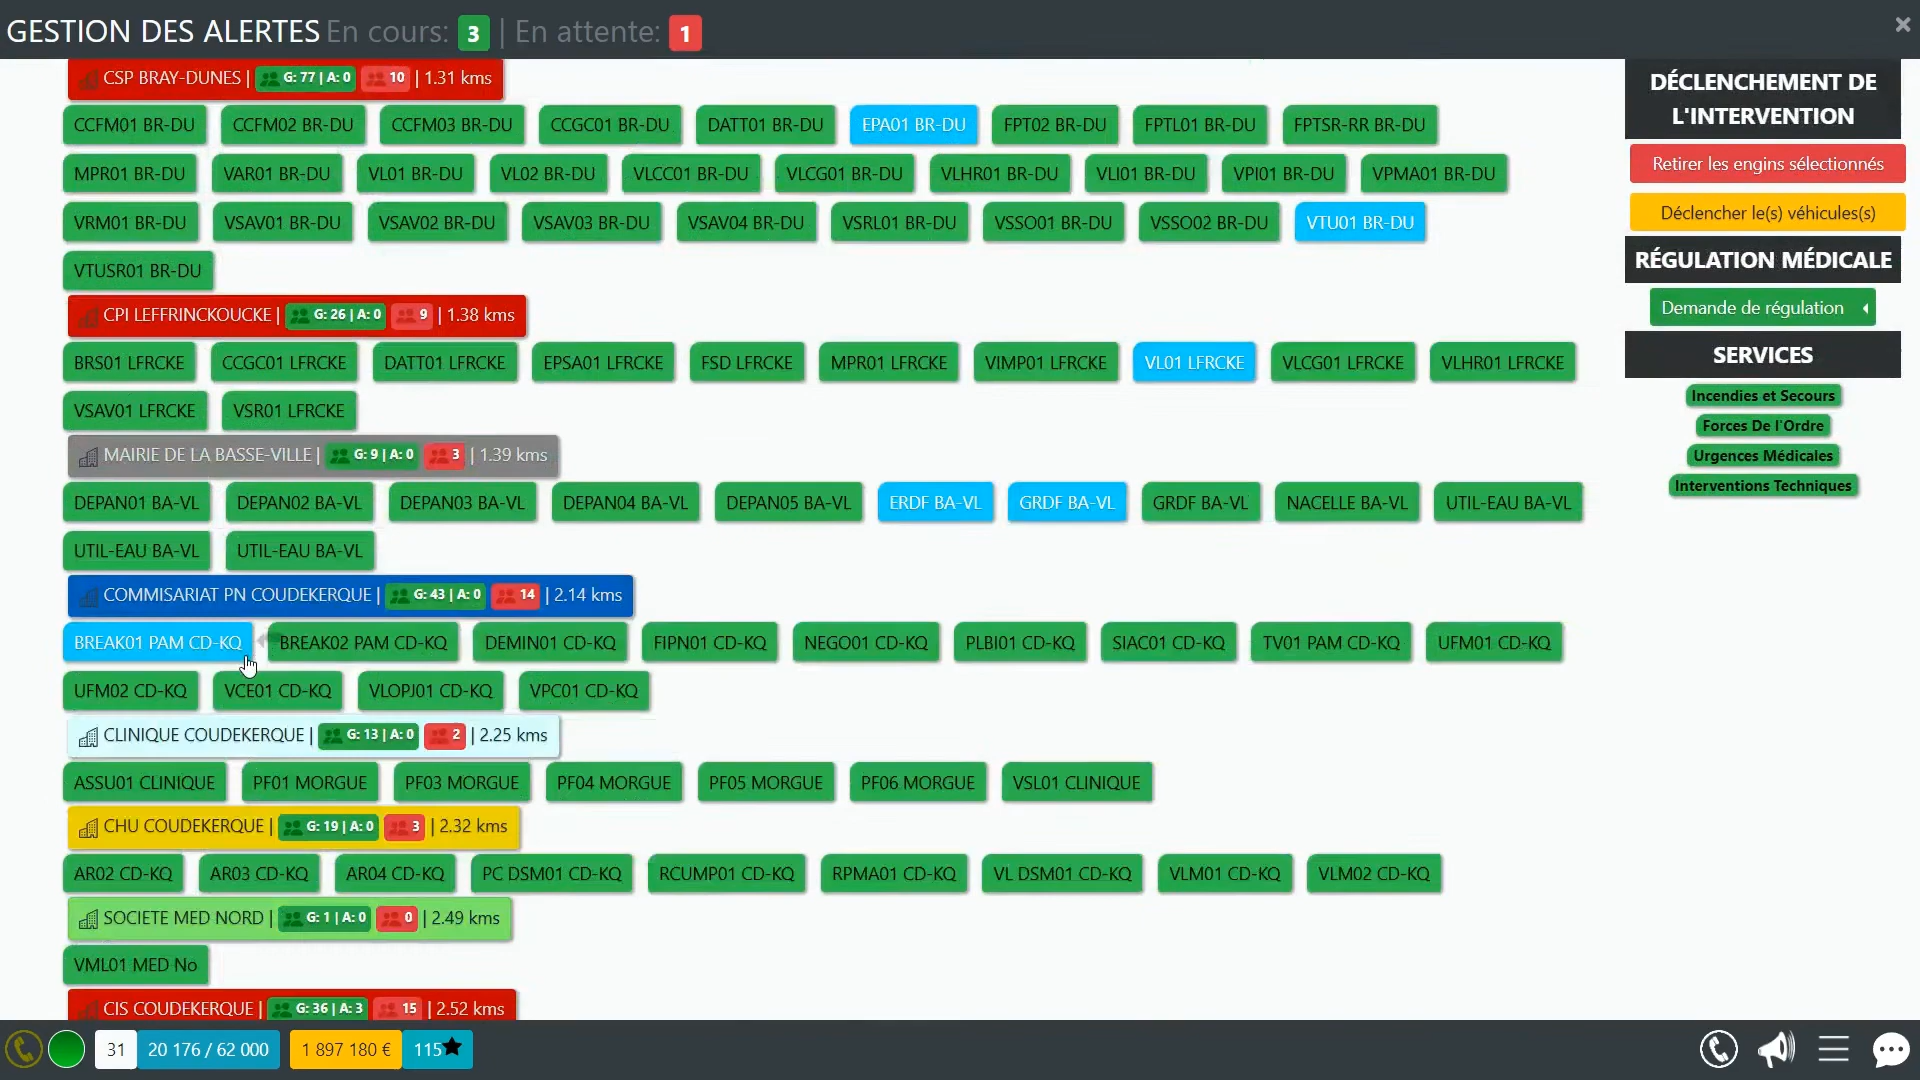 GESTION DES ALERTES En cours: 3 | En attente: 1 ×
CSP BRAY-DUNES | G: 77 | A: 0 10 | 1.31 kms
CCFM01 BR-DU CCFM02 BR-DU CCFM03 BR-DU CCGC01 BR-DU DATT01 BR-DU EPA01 BR-DU FPT02 BR-DU FPTL01 BR-DU FPTSR-RR BR-DU
MPR01 BR-DU VAR01 BR-DU VL01 BR-DU VL02 BR-DU VLCC01 BR-DU VLCG01 BR-DU VLHR01 BR-DU VLI01 BR-DU VPI01 BR-DU VPMA01 BR-DU
VRM01 BR-DU VSAV01 BR-DU VSAV02 BR-DU VSAV03 BR-DU VSAV04 BR-DU VSRL01 BR-DU VSSO01 BR-DU VSSO02 BR-DU VTU01 BR-DU
VTUSR01 BR-DU
CPI LEFFRINCKOUCKE | G: 26 | A: 0 9 | 1.38 kms
BRS01 LFRCKE CCGC01 LFRCKE DATT01 LFRCKE EPSA01 LFRCKE FSD LFRCKE MPR01 LFRCKE VIMP01 LFRCKE VL01 LFRCKE VLCG01 LFRCKE VLHR01 LFRCKE
VSAV01 LFRCKE VSR01 LFRCKE
MAIRIE DE LA BASSE-VILLE | G: 9 | A: 0 3 | 1.39 kms
DEPAN01 BA-VL DEPAN02 BA-VL DEPAN03 BA-VL DEPAN04 BA-VL DEPAN05 BA-VL ERDF BA-VL GRDF BA-VL GRDF BA-VL NACELLE BA-VL UTIL-EAU BA-VL
UTIL-EAU BA-VL UTIL-EAU BA-VL
COMMISARIAT PN COUDEKERQUE | G: 43 | A: 0 14 | 2.14 kms
BREAK01 PAM CD-KQ BREAK02 PAM CD-KQ DEMIN01 CD-KQ FIPN01 CD-KQ NEGO01 CD-KQ PLBI01 CD-KQ SIAC01 CD-KQ TV01 PAM CD-KQ UFM01 CD-KQ
UFM02 CD-KQ VCE01 CD-KQ VLOPJ01 CD-KQ VPC01 CD-KQ
CLINIQUE COUDEKERQUE | G: 13 | A: 0 2 | 2.25 kms
ASSU01 CLINIQUE PF01 MORGUE PF03 MORGUE PF04 MORGUE PF05 MORGUE PF06 MORGUE VSL01 CLINIQUE
CHU COUDEKERQUE | G: 19 | A: 0 3 | 2.32 kms
AR02 CD-KQ AR03 CD-KQ AR04 CD-KQ PC DSM01 CD-KQ RCUMP01 CD-KQ RPMA01 CD-KQ VL DSM01 CD-KQ VLM01 CD-KQ VLM02 CD-KQ
SOCIETE MED NORD | G: 1 | A: 0 0 | 2.49 kms
VML01 MED No
CIS COUDEKERQUE | G: 36 | A: 3 15 | 2.52 kms
DÉCLENCHEMENT DE
L'INTERVENTION
Retirer les engins sélectionnés
Déclencher le(s) véhicules(s)
RÉGULATION MÉDICALE
Demande de régulation
SERVICES
Incendies et Secours
Forces De l'Ordre
Urgences Médicales
Interventions Techniques
31 20 176 / 62 000 1 897 180 € 115